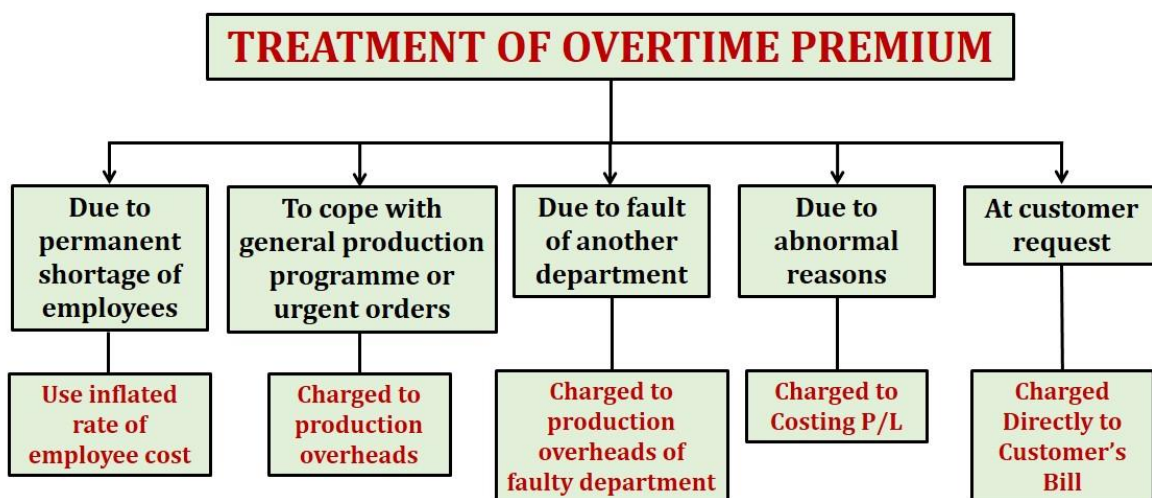 TREATMENT OF OVERTIME PREMIUM
Due to
permanent
shortage of
employees
Use inflated
rate of
employee cost
To cope with
general production
programme or
urgent orders
Charged to
production
overheads
Due to fault
of another
department
Charged to
production
overheads of
faulty department
Due to
abnormal
reasons
Charged to
Costing P/L
At customer
request
Charged
Directly to
Customer's
Bill